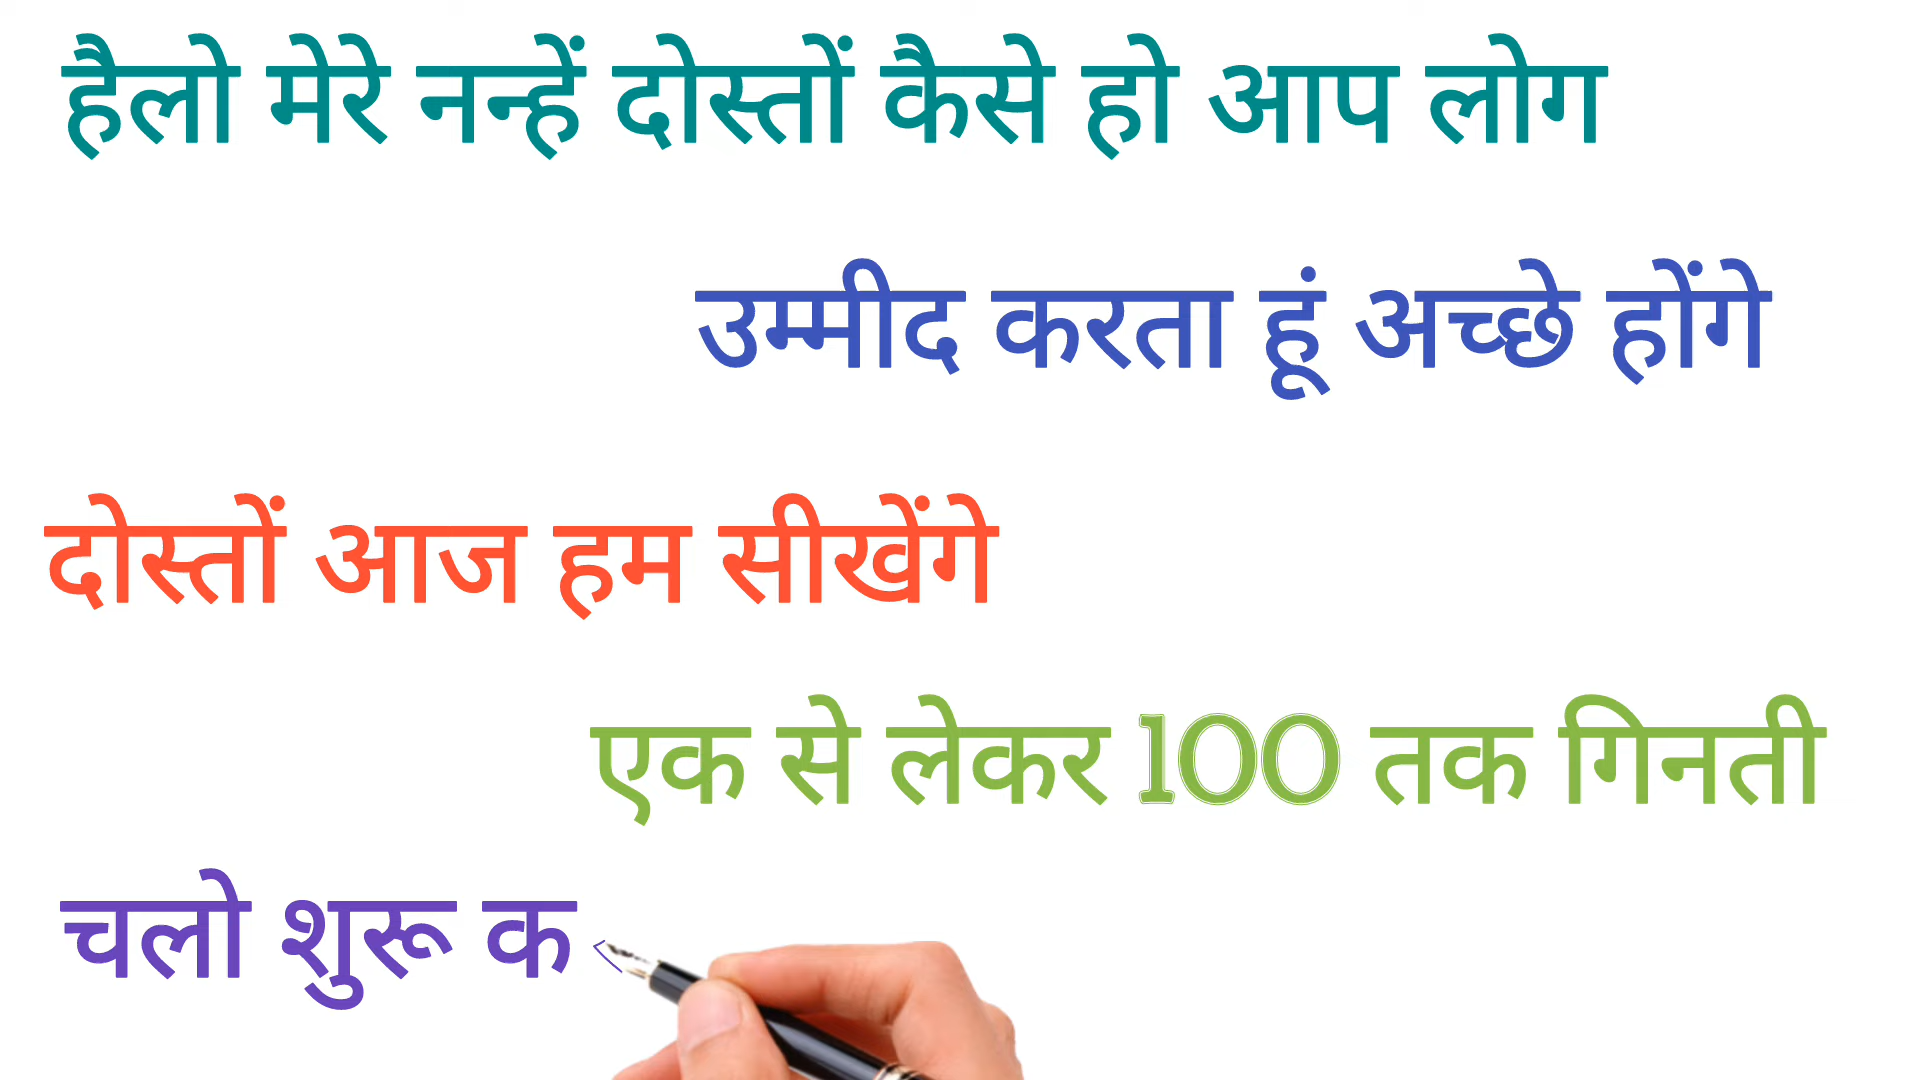 हैलो मेरे नन्हें दोस्तों कैसे हो आप लोग
उम्मीद करता हूं अच्छे होंगे
दोस्तों आज हम सीखेंगे
एक से लेकर 100 तक गिनती
चलो शुरू क